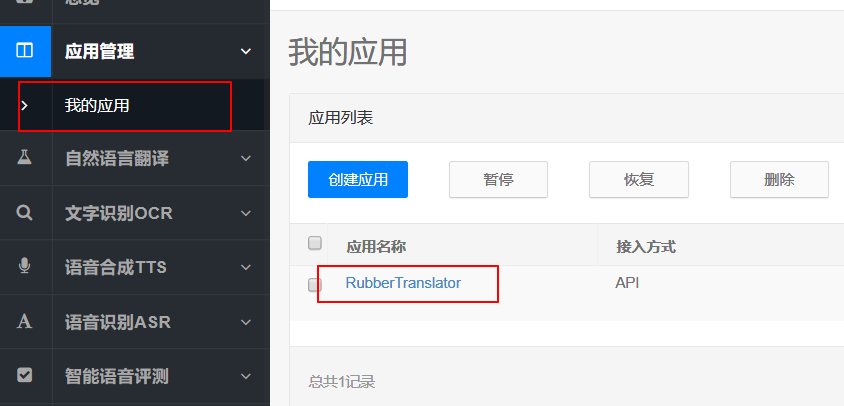 总览
应用管理
我的应用
自然语言翻译
文字识别OCR
语音合成TTS
语音识别ASR
智能语音评测
我的应用
应用列表
创建应用 暂停 恢复 删除
应用名称 接入方式
RubberTranslator API
总共1记录